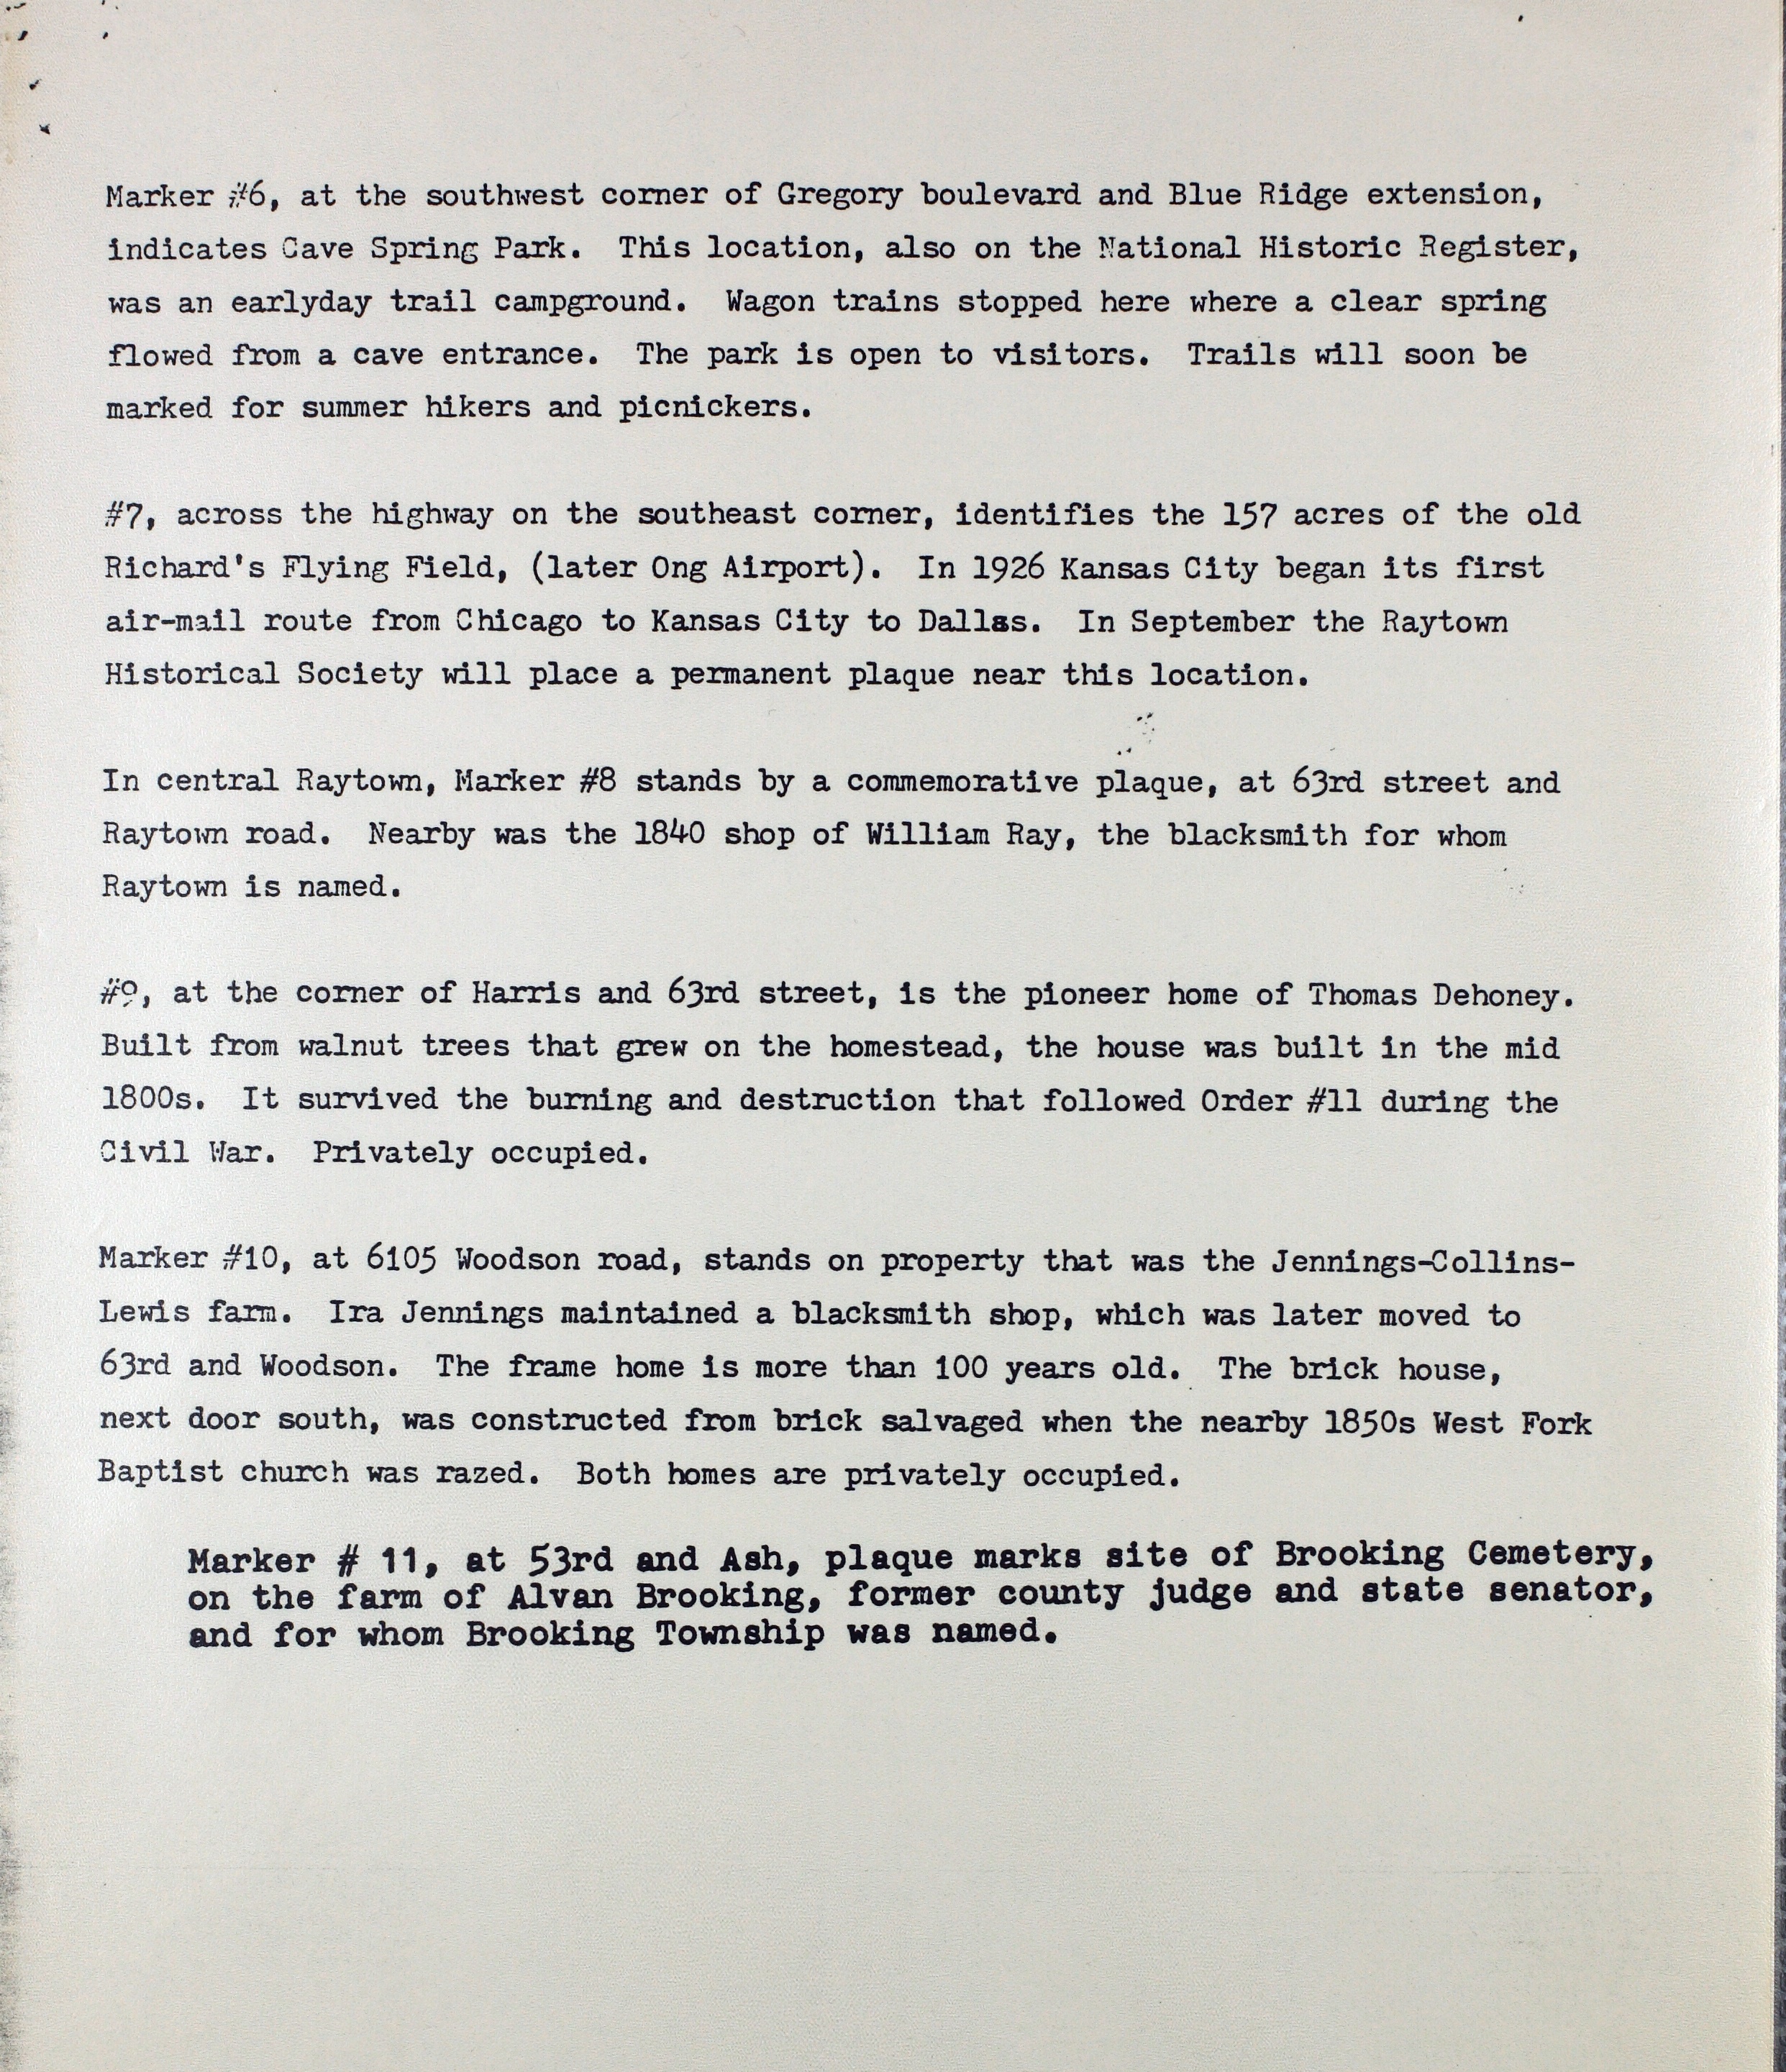 Marker #6, at the southwest corner of Gregory boulevard and Blue Ridge extension,
indicates Cave Spring Park.  This location, also on the National Historic Register,
was an earlyday trail campground.  Wagon trains stopped here where a clear spring
flowed from a cave entrance.  The park is open to visitors.  Trails will soon be
marked for summer hikers and picnickers.
#7, across the highway on the southeast corner, identifies the 157 acres of the old
Richard's Flying Field, (later Ong Airport).  In 1926 Kansas City began its first
air-mail route from Chicago to Kansas City to Dallas.  In September the Raytown
Historical Society will place a permanent plaque near this location.
In central Raytown, Marker #8 stands by a commemorative plaque, at 63rd street and
Raytown road.  Nearby was the 1840 shop of William Ray, the blacksmith for whom
Raytown is named.
#9, at the corner of Harris and 63rd street, is the pioneer home of Thomas Dehoney.
Built from walnut trees that grew on the homestead, the house was built in the mid
1800s.  It survived the burning and destruction that followed Order #11 during the
Civil War.  Privately occupied.
Marker #10, at 6105 Woodson road, stands on property that was the Jennings-Collins-
Lewis farm.  Ira Jennings maintained a blacksmith shop, which was later moved to
63rd and Woodson.  The frame home is more than 100 years old.  The brick house,
next door south, was constructed from brick salvaged when the nearby 1850s West Fork
Baptist church was razed.  Both homes are privately occupied.
Marker # 11, at 53rd and Ash, plaque marks site of Brooking Cemetery,
on the farm of Alvan Brooking, former county judge and state senator,
and for whom Brooking Township was named.